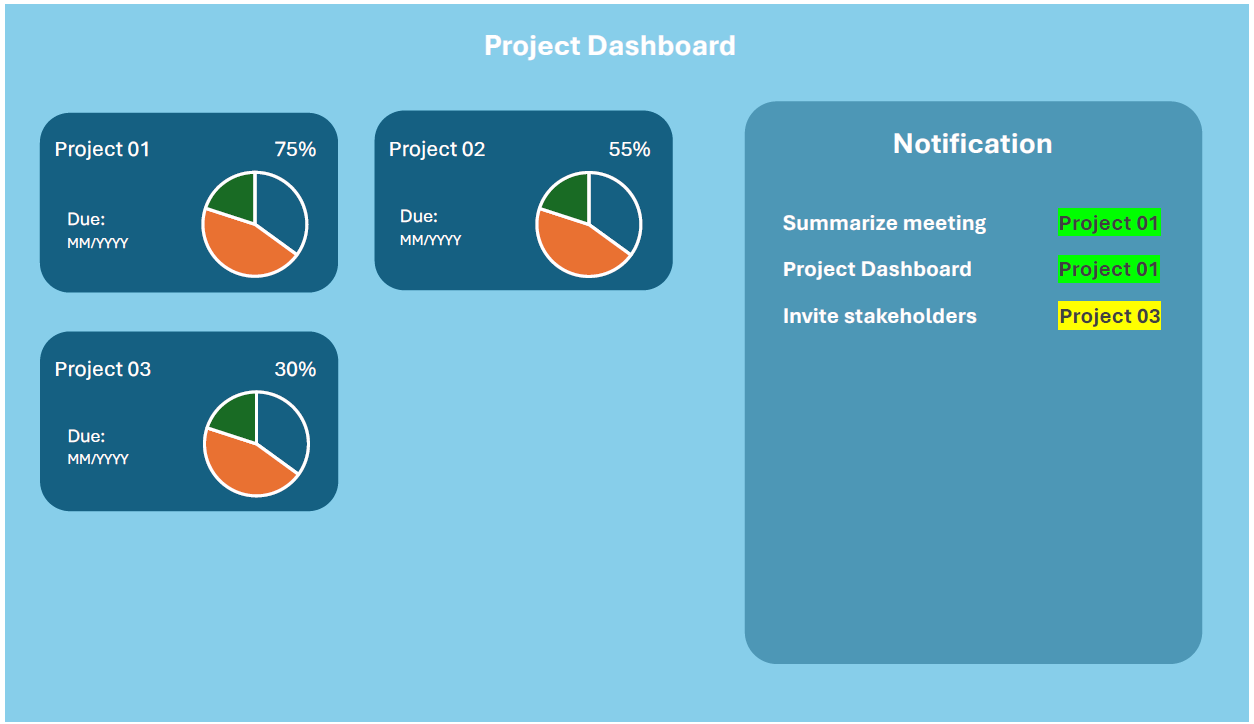 Project Dashboard
Project 01 75%
Due:
MM/YYYY
Project 02 55%
Due:
MM/YYYY
Project 03 30%
Due:
MM/YYYY
Notification
Summarize meeting Project 01
Project Dashboard Project 01
Invite stakeholders Project 03